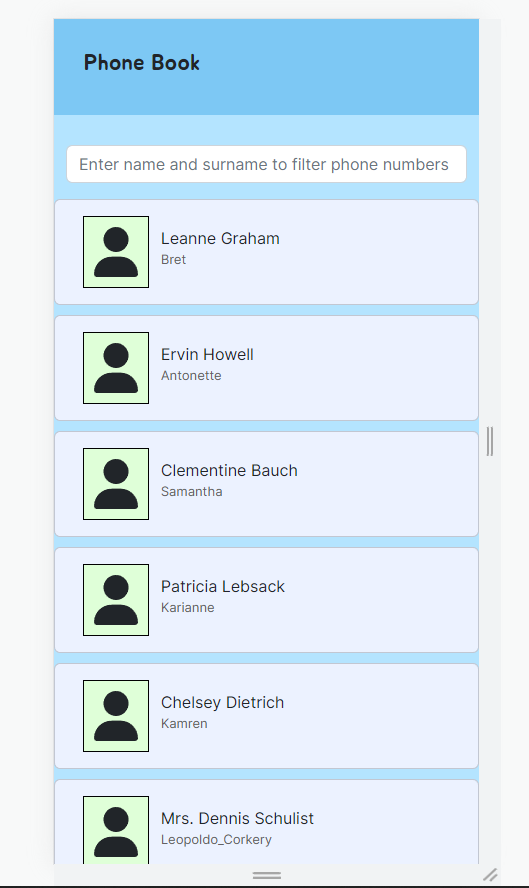 Phone Book
Enter name and surname to filter phone numbers
Leanne Graham
Bret
Ervin Howell
Antonette
Clementine Bauch
Samantha
Patricia Lebsack
Karianne
Chelsey Dietrich
Kamren
Mrs. Dennis Schulist
Leopoldo_Corkery